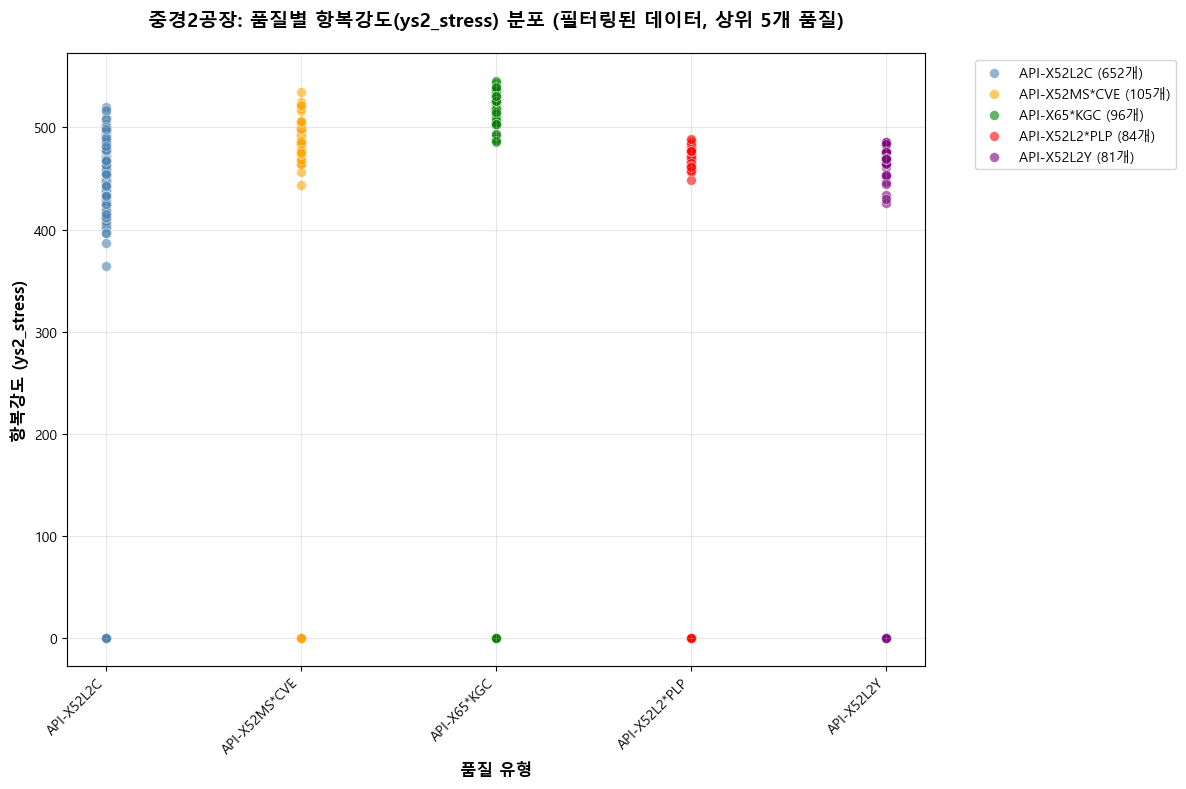 중경2공장: 품질별 항복강도(ys2_stress) 분포 (필터링된 데이터, 상위 5개 품질)
API-X52L2C (652개)
API-X52MS*CVE (105개)
API-X65*KGC (96개)
API-X52L2*PLP (84개)
API-X52L2Y (81개)
항복강도 (ys2_stress)
500
400
300
200
100
0
API-X52L2C
API-X52MS*CVE
API-X65*KGC
API-X52L2*PLP
API-X52L2Y
품질 유형